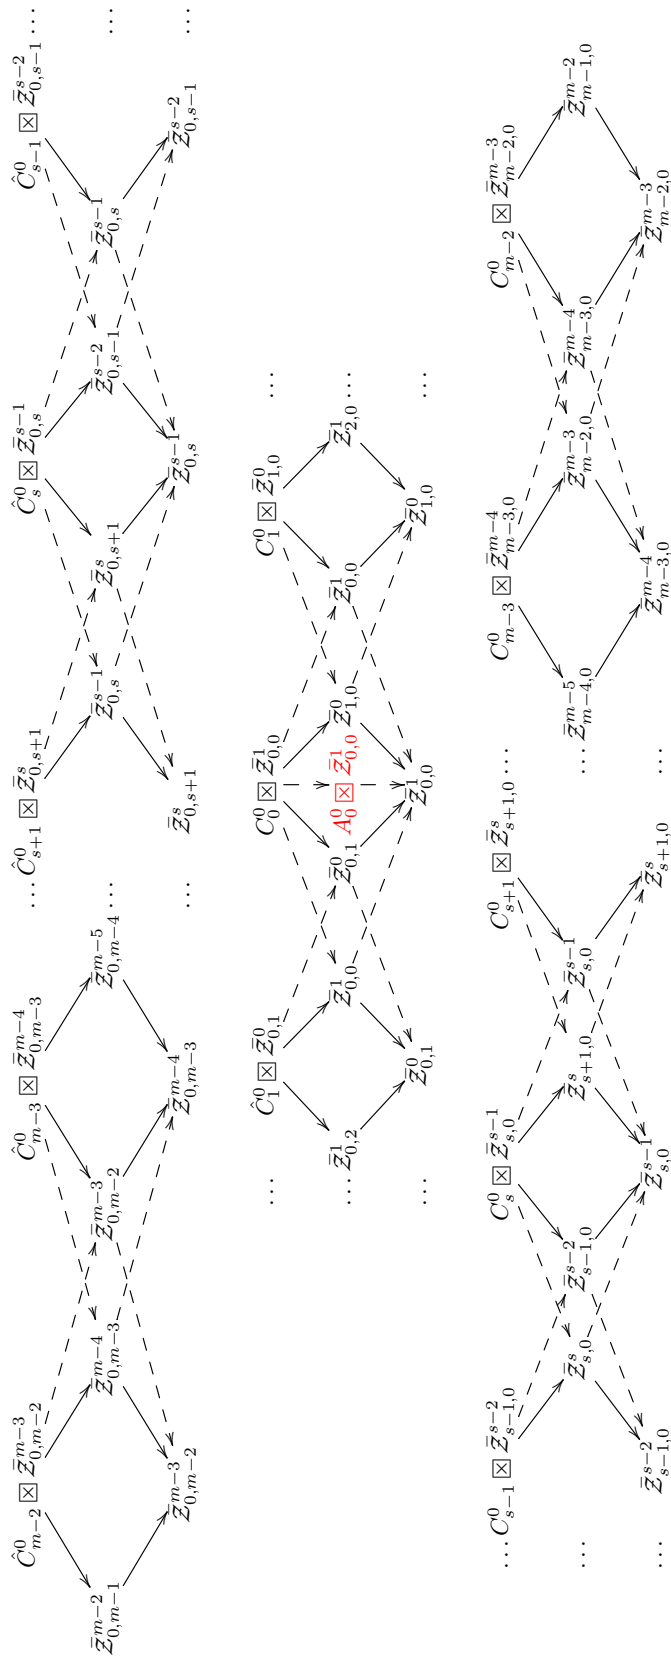 Ĉ^0_{m−2} ⊠ Z̄^{m−3}_{0,m−2} Ĉ^0_{m−3} ⊠ Z̄^{m−4}_{0,m−3} ⋯ Ĉ^0_{s+1} ⊠ Z̄^s_{0,s+1} Ĉ^0_s ⊠ Z̄^{s−1}_{0,s} Ĉ^0_{s−1} ⊠ Z̄^{s−2}_{0,s−1} ⋯
Z̄^{m−2}_{0,m−1} Z̄^{m−4}_{0,m−3} Z̄^{m−3}_{0,m−2} Z̄^{m−5}_{0,m−4} ⋯ Z̄^{s−1}_{0,s} Z̄^s_{0,s+1} Z̄^{s−2}_{0,s−1} Z̄^{s−1}_{0,s} ⋯
Z̄^{m−3}_{0,m−2} Z̄^{m−4}_{0,m−3} ⋯ Z̄^s_{0,s+1} Z̄^{s−1}_{0,s} Z̄^{s−2}_{0,s−1} ⋯
⋯ Ĉ^0_1 ⊠ Z̄^0_{0,1} C^0_0 ⊠ Z̄^1_{0,0} C^0_1 ⊠ Z̄^0_{1,0} ⋯
⋯ Z̄^1_{0,2} Z̄^1_{0,0} Z̄^0_{0,1} A^0_0 ⊠ Z̄^1_{0,0} Z̄^0_{1,0} Z̄^1_{0,0} Z̄^1_{2,0} ⋯
⋯ Z̄^0_{0,1} Z̄^1_{0,0} Z̄^0_{1,0} ⋯
⋯ C^0_{s−1} ⊠ Z̄^{s−2}_{s−1,0} C^0_s ⊠ Z̄^{s−1}_{s,0} C^0_{s+1} ⊠ Z̄^s_{s+1,0} ⋯ C^0_{m−3} ⊠ Z̄^{m−4}_{m−3,0} C^0_{m−2} ⊠ Z̄^{m−3}_{m−2,0}
⋯ Z̄^s_{s,0} Z̄^{s−2}_{s−1,0} Z̄^s_{s+1,0} Z̄^{s−1}_{s,0} ⋯ Z̄^{m−5}_{m−4,0} Z̄^{m−3}_{m−2,0} Z̄^{m−4}_{m−3,0} Z̄^{m−2}_{m−1,0}
⋯ Z̄^{s−2}_{s−1,0} Z̄^{s−1}_{s,0} Z̄^s_{s+1,0} ⋯ Z̄^{m−4}_{m−3,0} Z̄^{m−3}_{m−2,0}